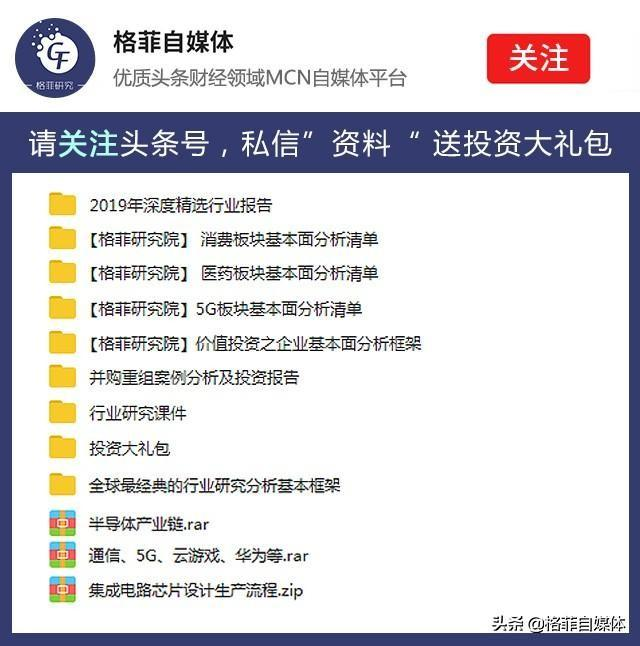 格菲自媒体
优质头条财经领域MCN自媒体平台
关注
GF
格菲研究
请关注头条号，私信”资料“送投资大礼包
2019年深度精选行业报告
【格菲研究院】 消费板块基本面分析清单
【格菲研究院】 医药板块基本面分析清单
【格菲研究院】5G板块基本面分析清单
【格菲研究院】价值投资之企业基本面分析框架
并购重组案例分析及投资报告
行业研究课件
投资大礼包
全球最经典的行业研究分析基本框架
半导体产业链.rar
通信、5G、云游戏、华为等.rar
集成电路芯片设计生产流程.zip
头条 @格菲自媒体